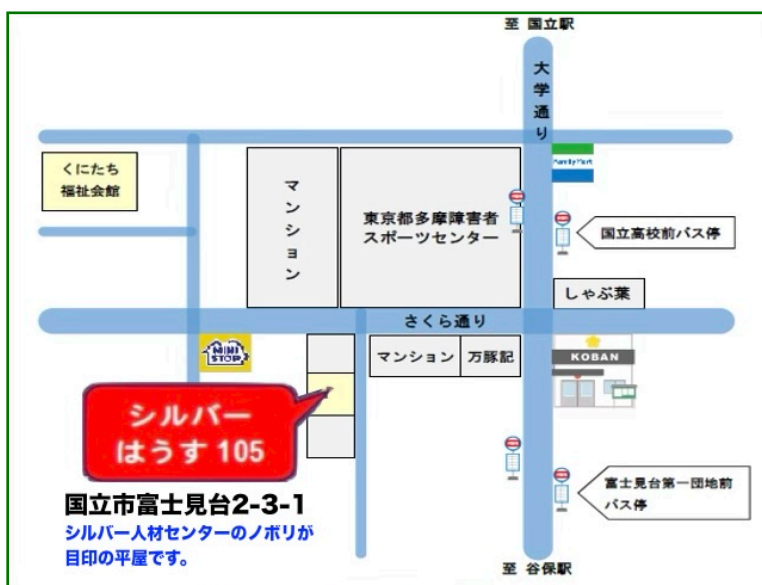 至 国立駅
大学通り
FamilyMart
くにたち
福祉会館
マンション
東京都多摩障害者
スポーツセンター
国立高校前バス停
しゃぶ葉
さくら通り
MINI
STOP
マンション
万豚記
KOBAN
シルバー
はうす 105
富士見台第一団地前
バス停
国立市富士見台2-3-1
シルバー人材センターのノボリが
目印の平屋です。
至 谷保駅